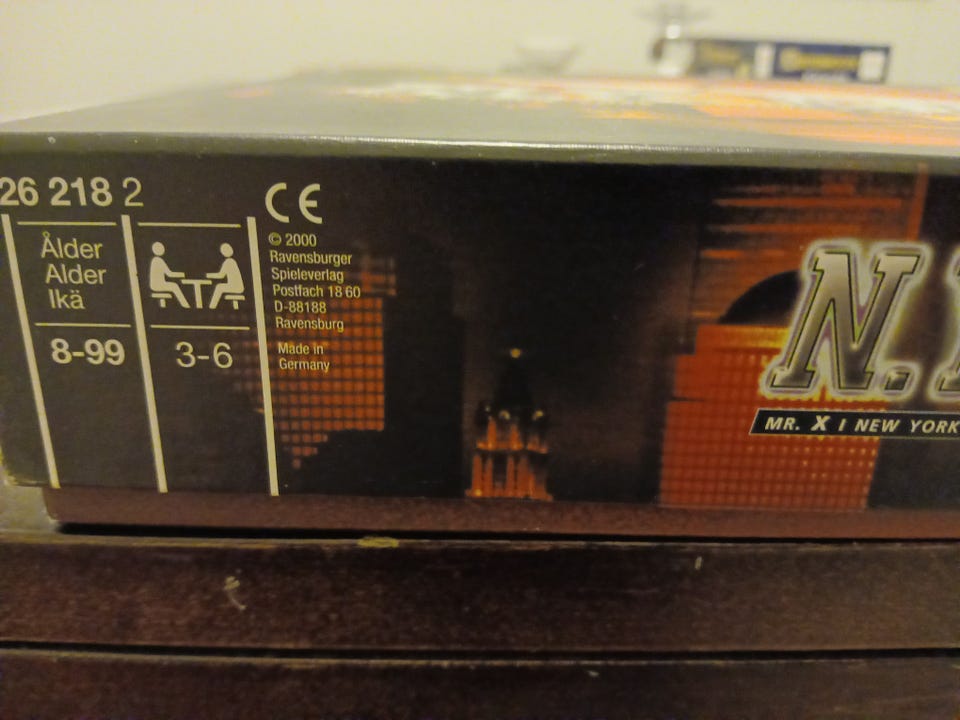 26 218 2
Ålder
Alder
Ikä
8-99
3-6
CE
© 2000
Ravensburger
Spieleverlag
Postfach 18 60
D-88188
Ravensburg
Made in
Germany
N.
MR. X I NEW YORK